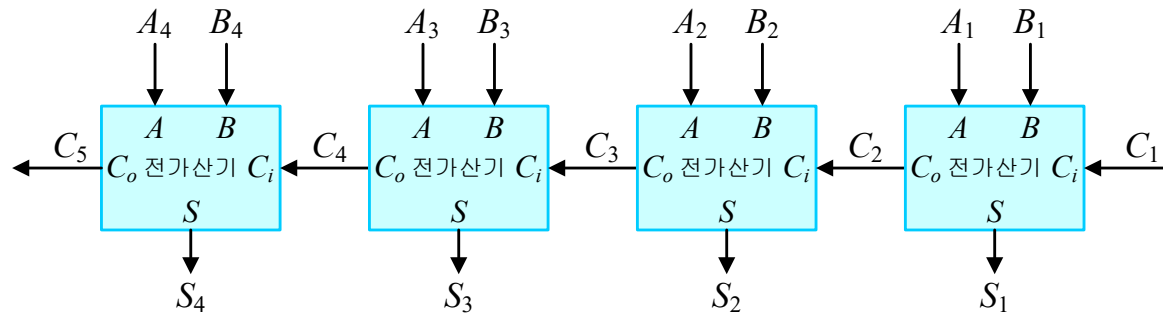 A₄ B₄ A₃ B₃ A₂ B₂ A₁ B₁
A B A B A B A B
C₅ C₄ C₃ C₂ C₁
Cₒ 전가산기 Cᵢ Cₒ 전가산기 Cᵢ Cₒ 전가산기 Cᵢ Cₒ 전가산기 Cᵢ
S S S S
S₄ S₃ S₂ S₁